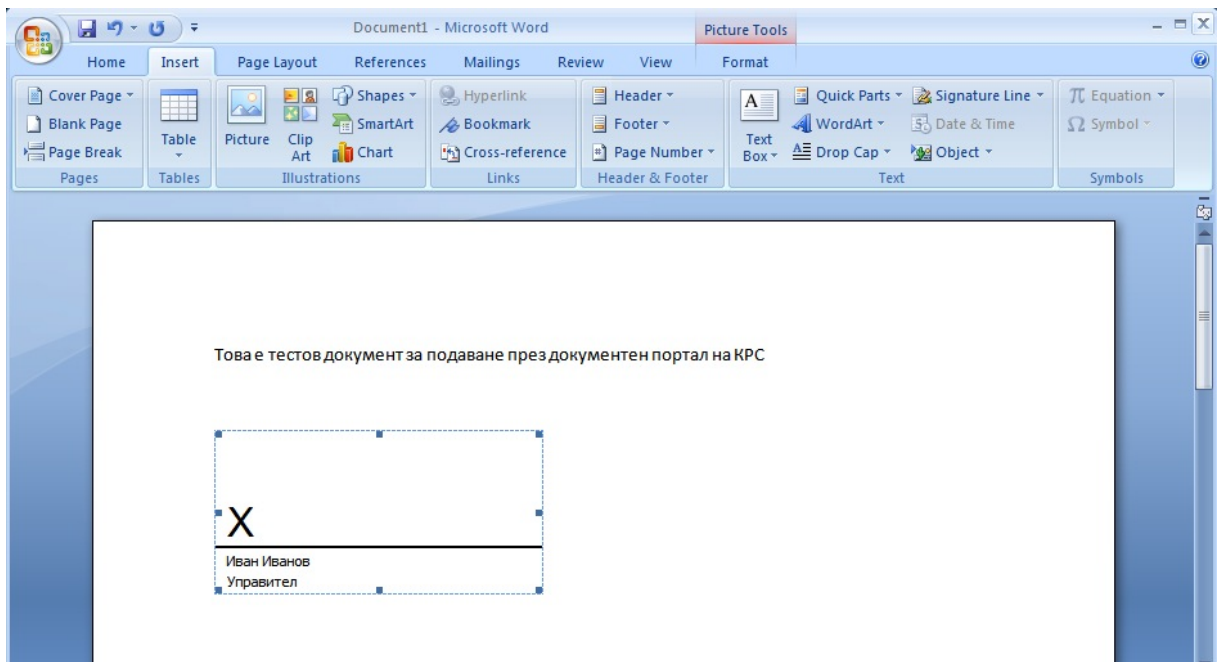 Document1 - Microsoft Word
Picture Tools
Home Insert Page Layout References Mailings Review View Format
Cover Page
Blank Page
Page Break
Pages
Table
Tables
Picture
Clip Art
Shapes
SmartArt
Chart
Illustrations
Hyperlink
Bookmark
Cross-reference
Links
Header
Footer
Page Number
Header & Footer
A
Text Box
Quick Parts
WordArt
Drop Cap
Signature Line
Date & Time
Object
Text
π Equation
Ω Symbol
Symbols
Това е тестов документ за подаване през документен портал на КРС
X
Иван Иванов
Управител